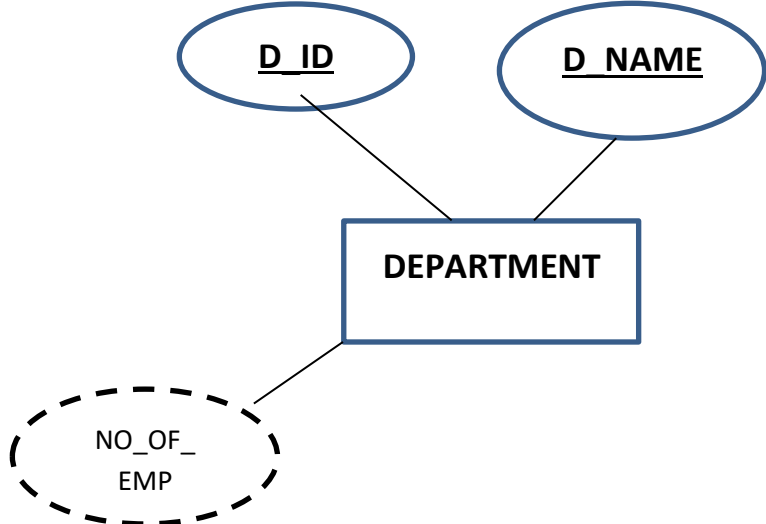 D_ID
D_NAME
DEPARTMENT
NO_OF_
EMP